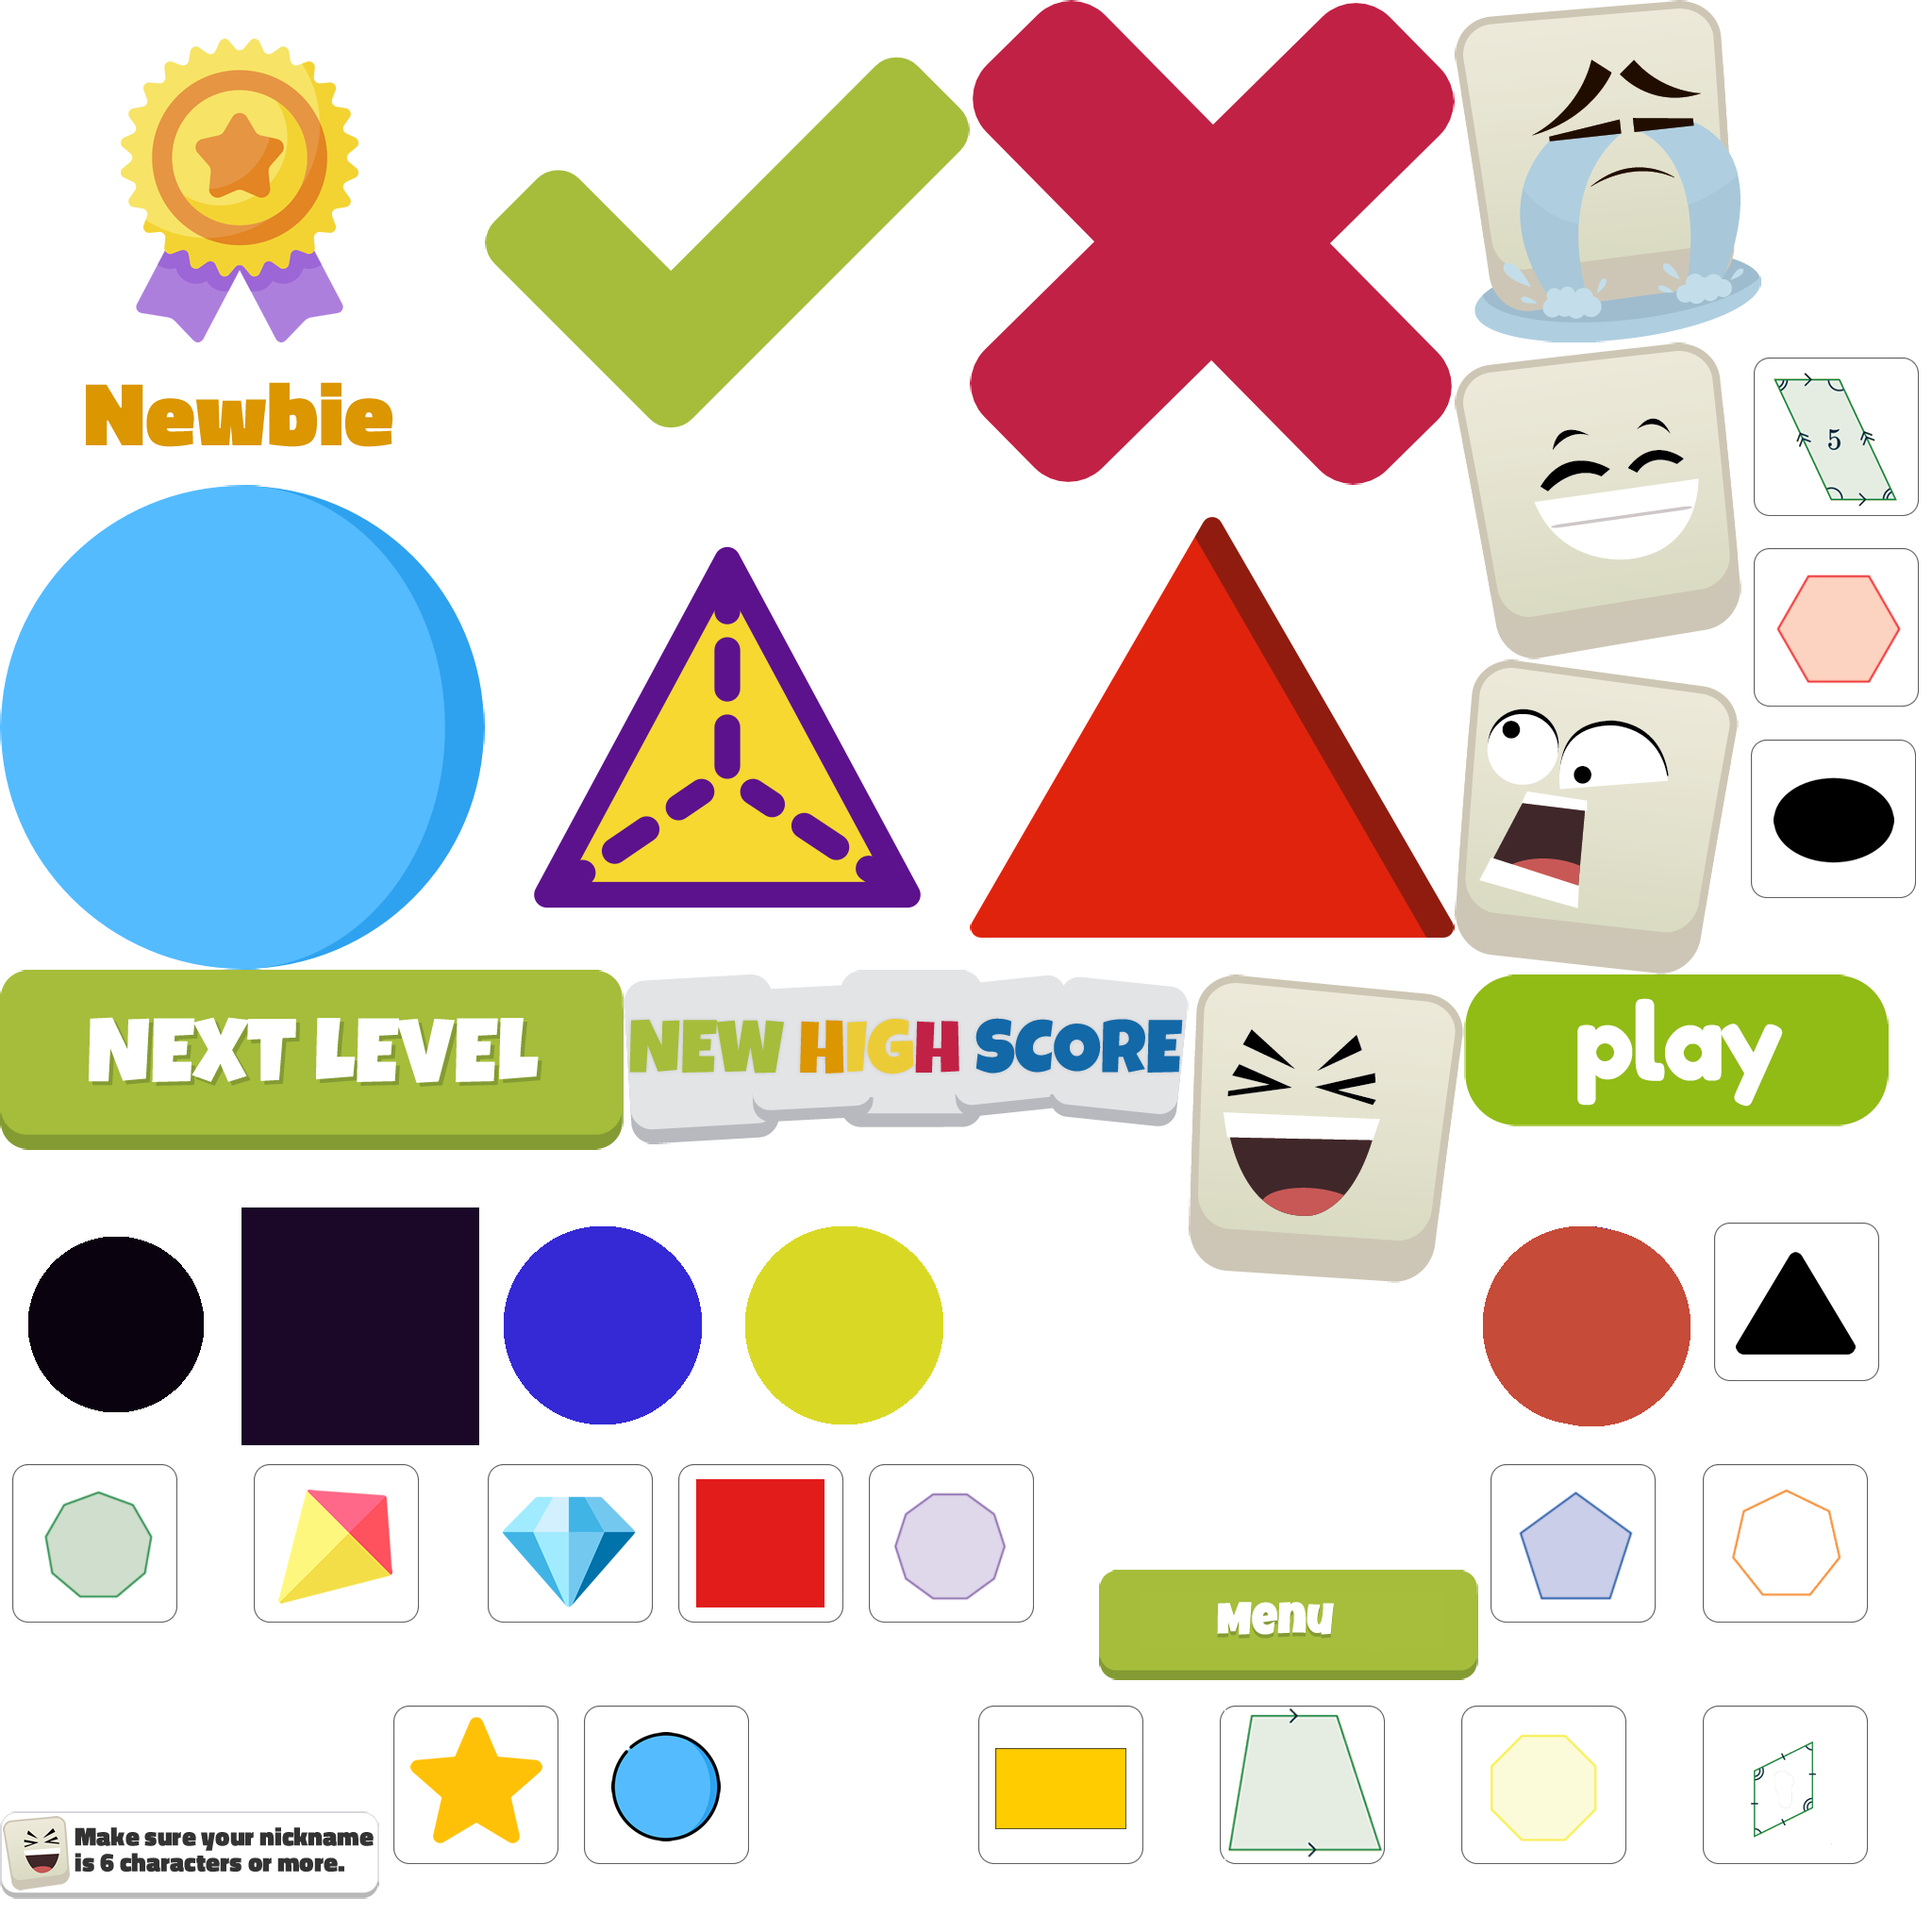 Newbie
5
NEXT LEVEL
NEW HIGH SCORE
play
Menu
Make sure your nickname
is 6 characters or more.